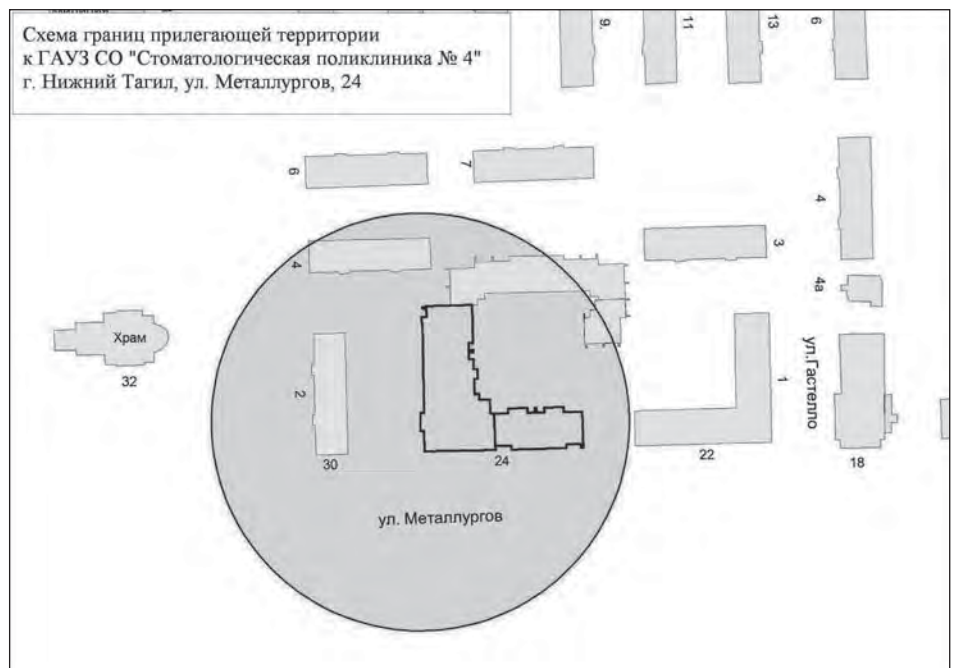 Схема границ прилегающей территории
к ГАУЗ СО "Стоматологическая поликлиника № 4"
г. Нижний Тагил, ул. Металлургов, 24
9.
11
13
6
6
7
4
4
3
4а
Храм
32
2
1
ул.Гастелло
30
24
22
18
ул. Металлургов